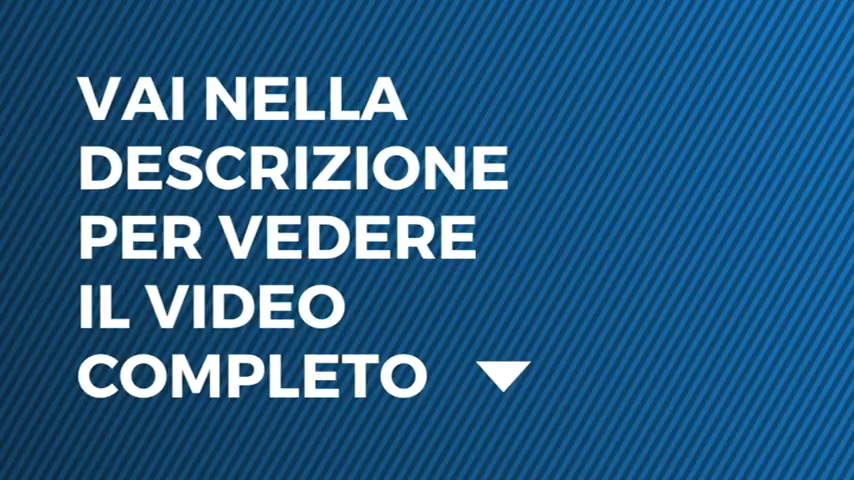 VAI NELLA
DESCRIZIONE
PER VEDERE
IL VIDEO
COMPLETO